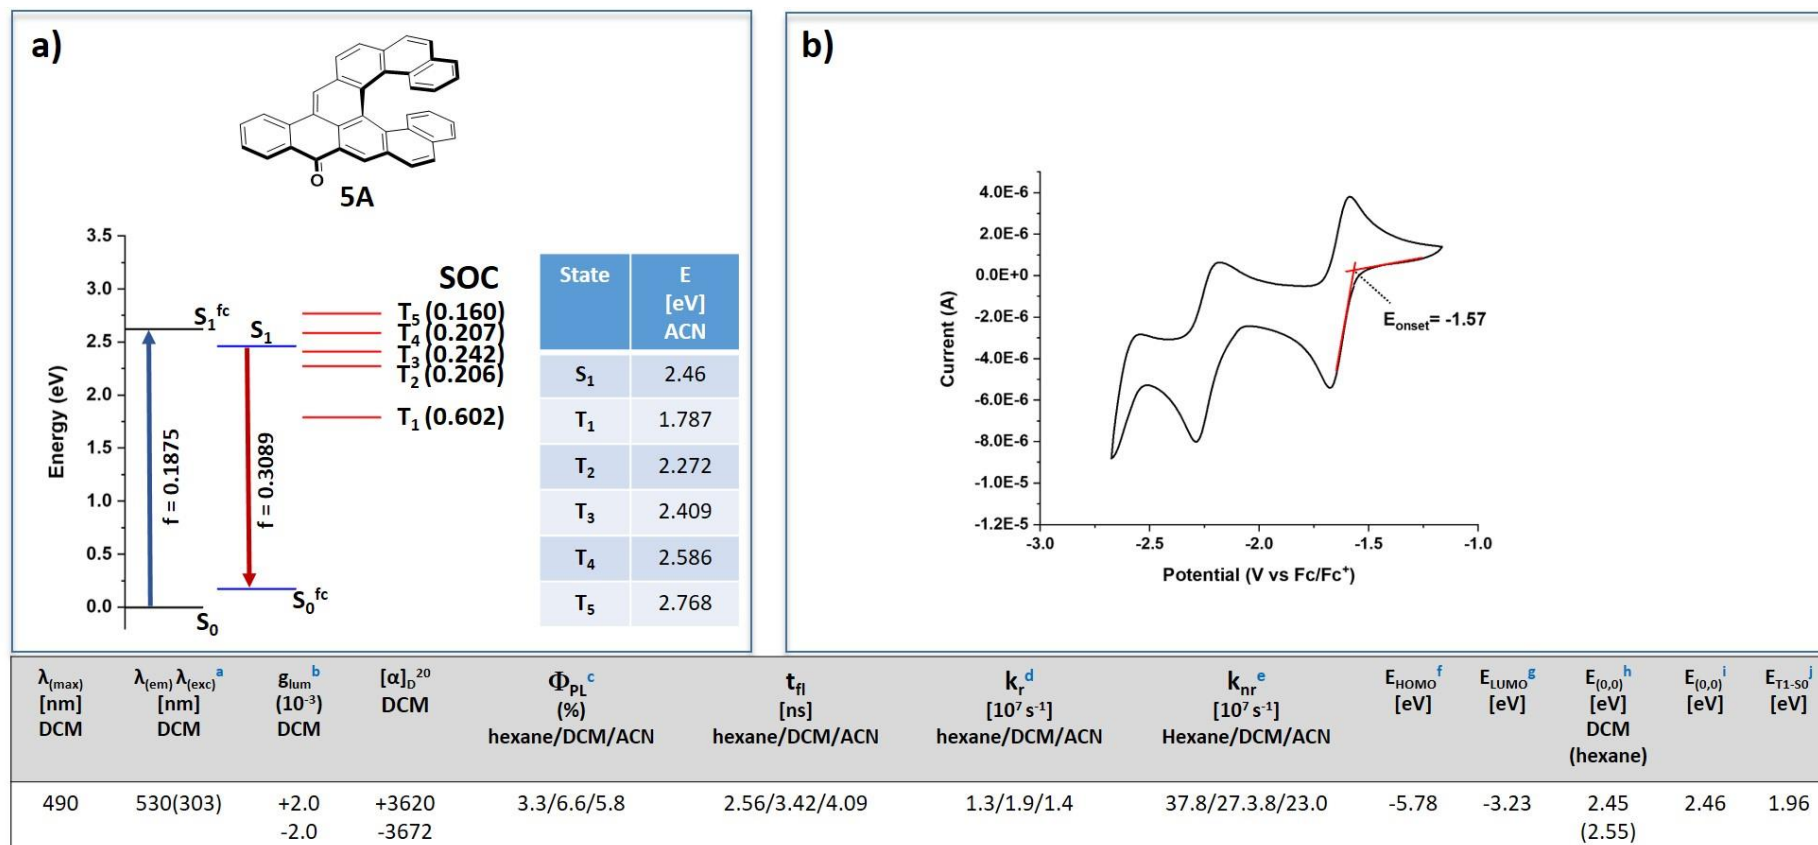 a)
O
5A
3.5
3.0
2.5
2.0
1.5
1.0
0.5
0.0
Energy (eV)
S1fc
S1
S0fc
S0
f = 0.1875
f = 0.3089
SOC
T5 (0.160)
T4 (0.207)
T3 (0.242)
T2 (0.206)
T1 (0.602)
State E [eV] ACN
S1 2.46
T1 1.787
T2 2.272
T3 2.409
T4 2.586
T5 2.768
b)
4.0E-6
2.0E-6
0.0E+0
-2.0E-6
-4.0E-6
-6.0E-6
-8.0E-6
-1.0E-5
-1.2E-5
Current (A)
Eonset= -1.57
-3.0 -2.5 -2.0 -1.5 -1.0
Potential (V vs Fc/Fc+)
λ(max) λ(em) λ(exc)a glumb [α]D20 ΦPLc tfl krd knre EHOMOf ELUMOg E(0,0)h E(0,0)i ET1-S0j
[nm] [nm] (10-3) DCM (%) [ns] [107 s-1] [107 s-1] [eV] [eV] [eV] [eV] [eV]
DCM DCM DCM hexane/DCM/ACN hexane/DCM/ACN hexane/DCM/ACN Hexane/DCM/ACN DCM
(hexane)
490 530(303) +2.0 +3620 3.3/6.6/5.8 2.56/3.42/4.09 1.3/1.9/1.4 37.8/27.3.8/23.0 -5.78 -3.23 2.45 2.46 1.96
-2.0 -3672 (2.55)